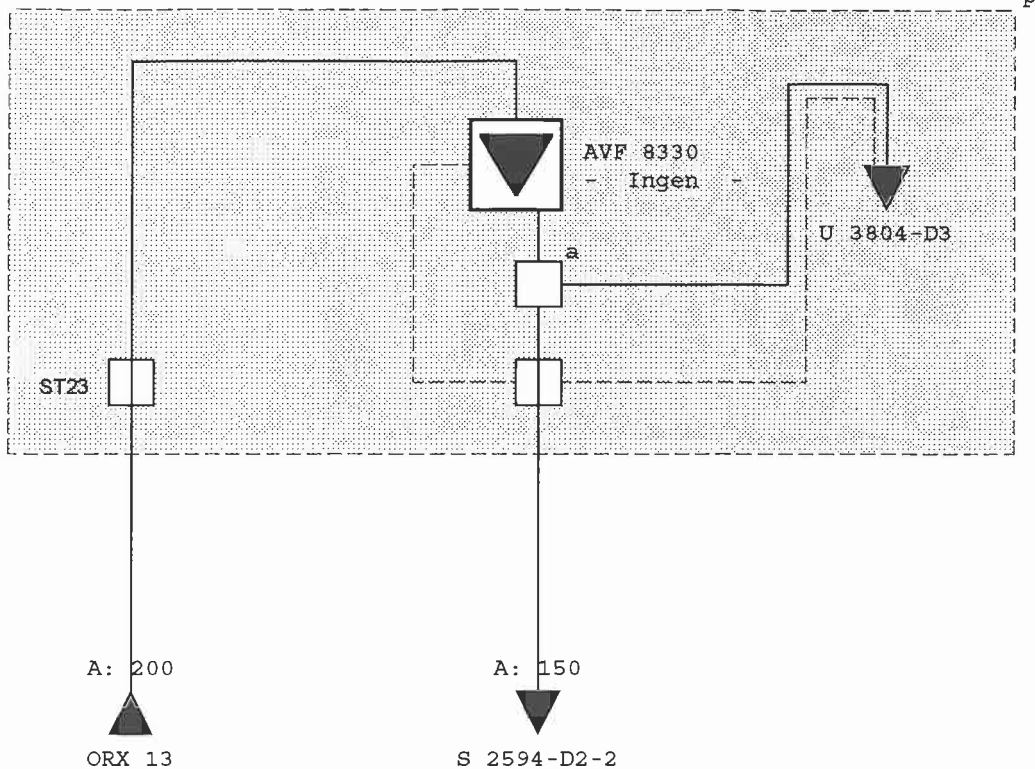 p
AVF 8330
- Ingen -
U 3804-D3
a
ST23
A: 200
A: 150
ORX 13
S 2594-D2-2